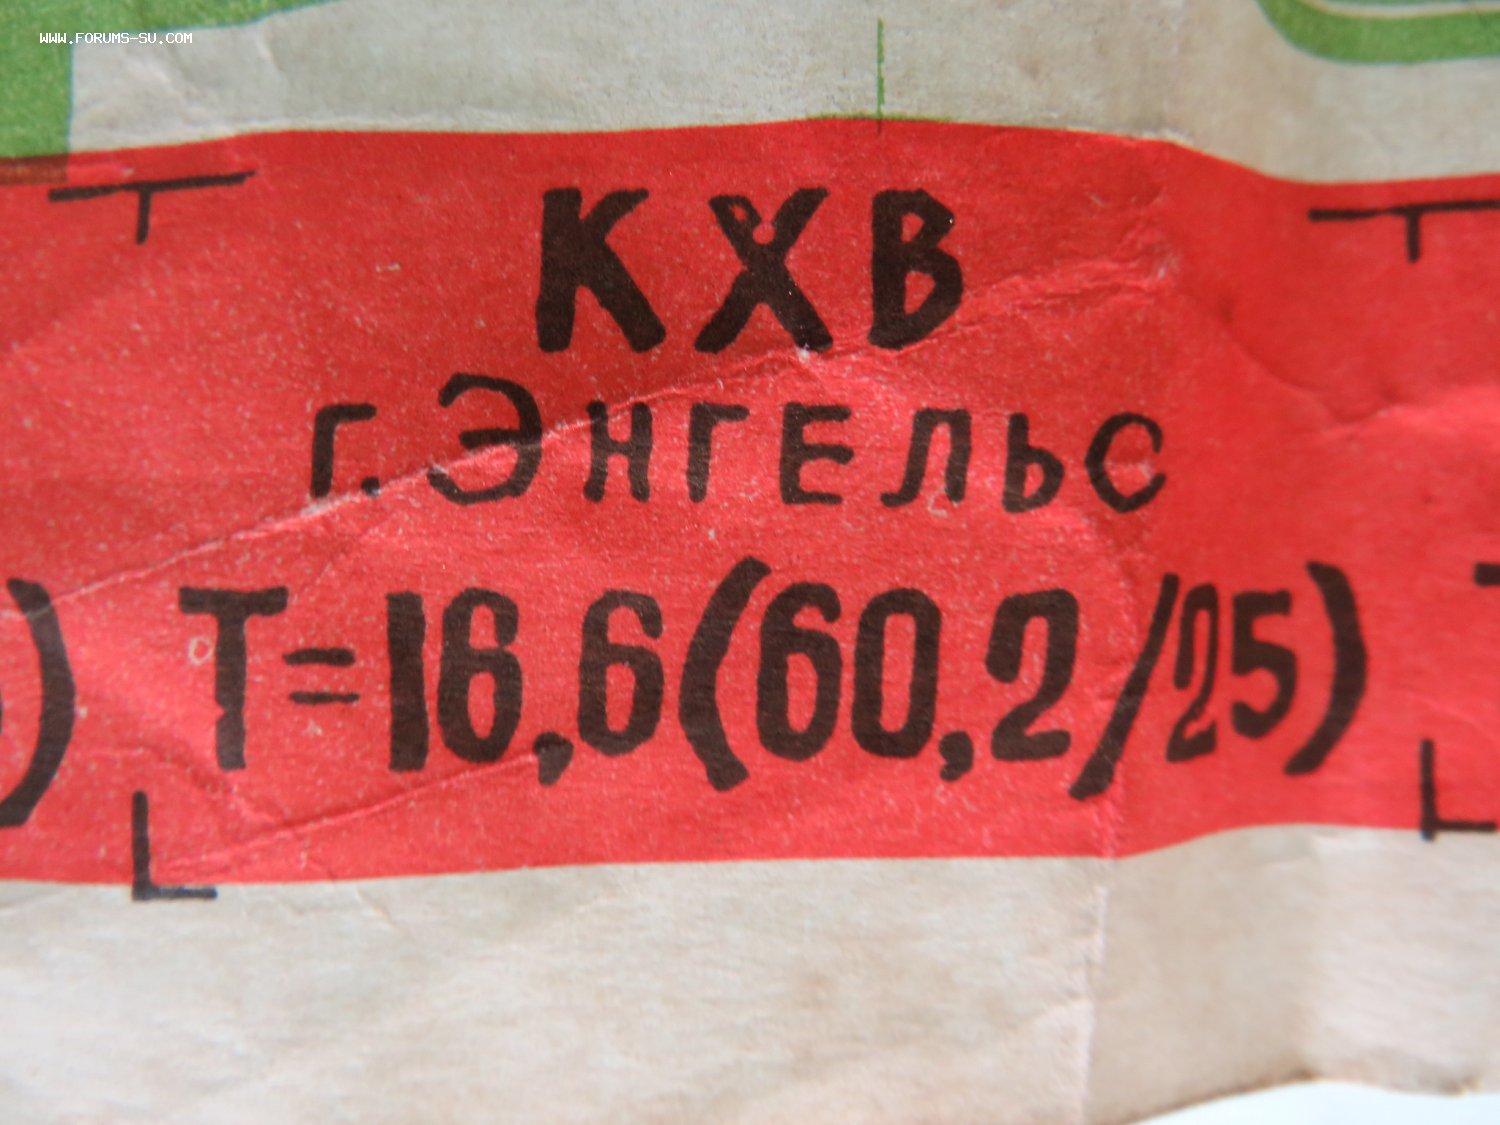 WWW.FORUMS-SU.COM
КХВ
г. Энгельс
Т=16,6(60,2/25)
)